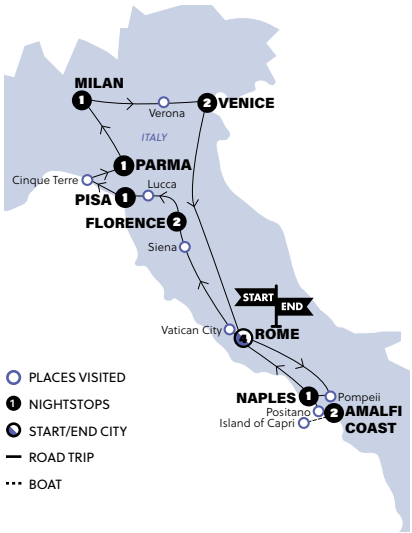 MILAN
1
Verona
2
VENICE
ITALY
1
PARMA
Cinque Terre
Lucca
PISA
1
FLORENCE
2
Siena
START
END
Vatican City
4
ROME
PLACES VISITED
1
NIGHTSTOPS
START/END CITY
ROAD TRIP
BOAT
NAPLES
1
Pompeii
Positano
2
AMALFI
COAST
Island of Capri